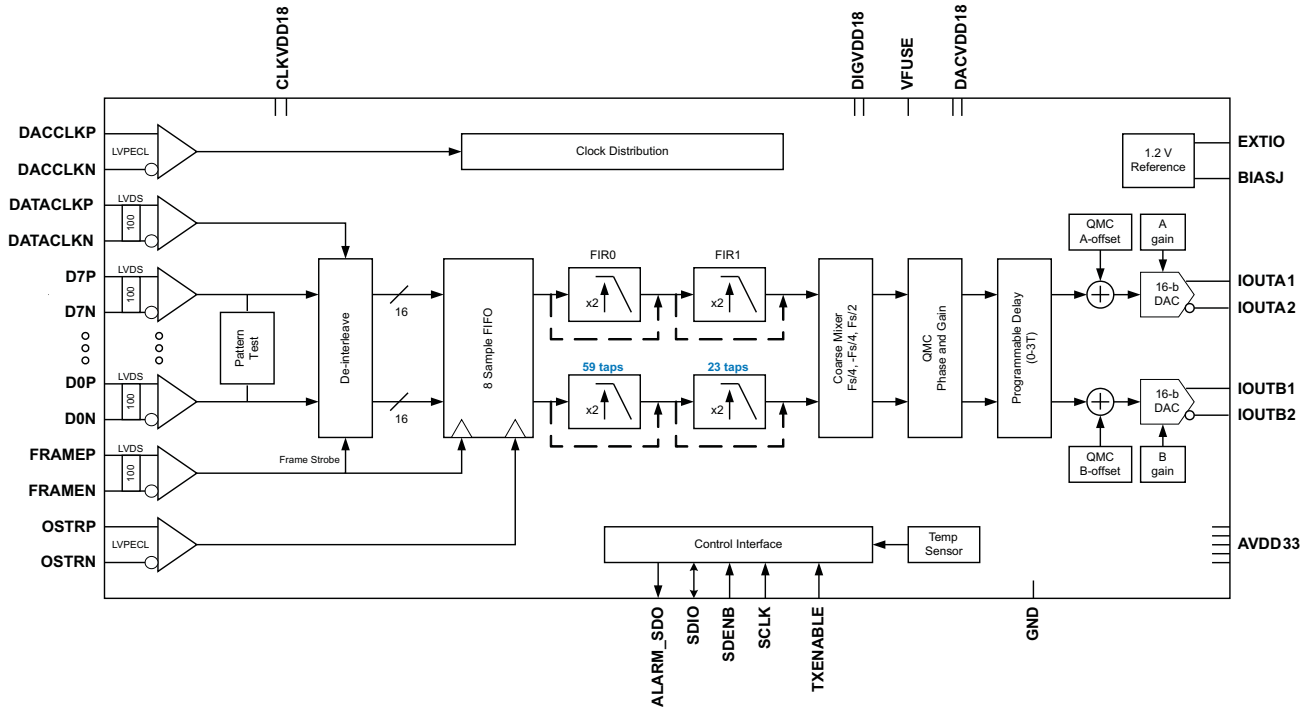 CLKVDD18
DIGVDD18
VFUSE
DACVDD18
DACCLKP
LVPECL
DACCLKN
Clock Distribution
1.2 V
Reference
EXTIO
BIASJ
DATACLKP
LVDS
100
DATACLKN
D7P
LVDS
100
D7N
Pattern
Test
D0P
LVDS
100
D0N
FRAMEP
LVDS
100
FRAMEN
Frame Strobe
OSTRP
LVPECL
OSTRN
De-interleave
16
16
8 Sample FIFO
FIR0
x2
FIR1
x2
59 taps
x2
23 taps
x2
Coarse Mixer
Fs/4, -Fs/4, Fs/2
QMC
Phase and Gain
Programmable Delay
(0-3T)
QMC
A-offset
A
gain
16-b
DAC
IOUTA1
IOUTA2
16-b
DAC
IOUTB1
IOUTB2
QMC
B-offset
B
gain
Control Interface
Temp
Sensor
AVDD33
ALARM_SDO
SDIO
SDENB
SCLK
TXENABLE
GND